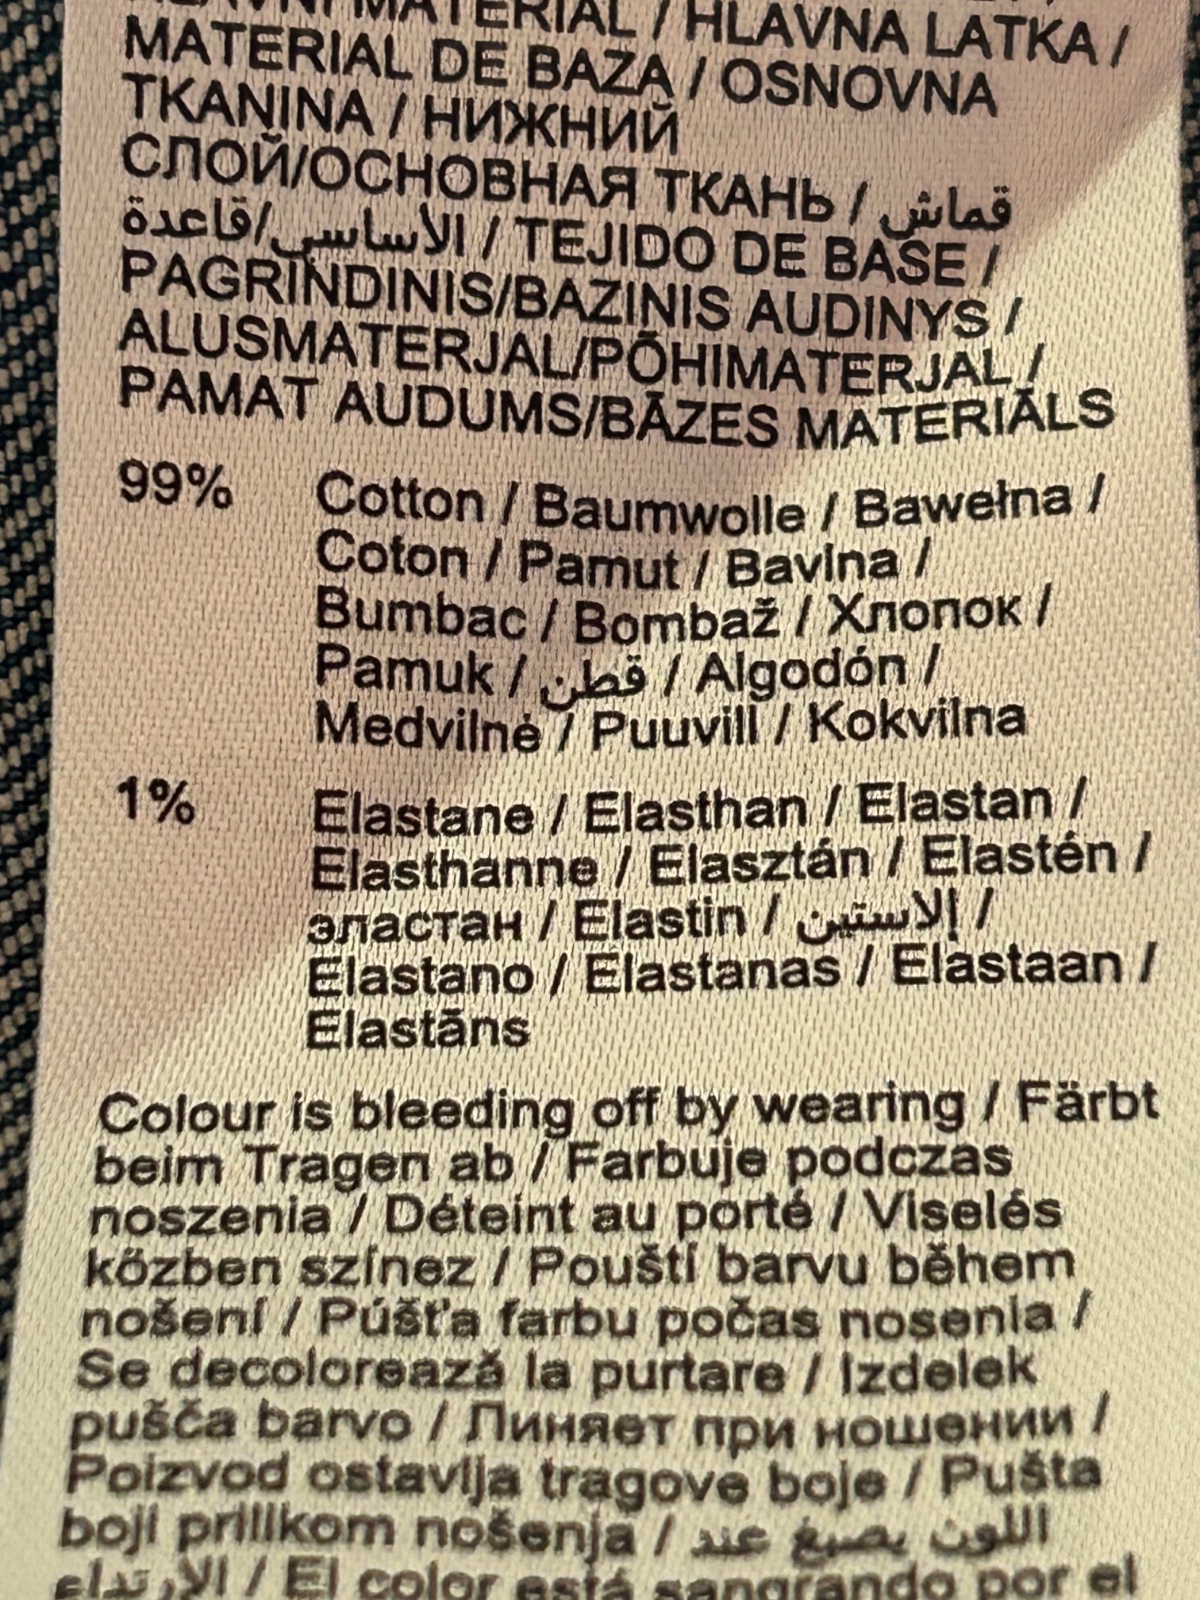 MATERIAL / HLAVNA LATKA /
MATERIAL DE BAZA / OSNOVNA
TKANINA / НИЖНИЙ
СЛОЙ/ОСНОВНАЯ ТКАНЬ / قماش
الأساسي/قاعدة / TEJIDO DE BASE /
PAGRINDINIS/BAZINIS AUDINYS /
ALUSMATERJAL/PÕHIMATERJAL /
PAMAT AUDUMS/BĀZES MATERIĀLS
99% Cotton / Baumwolle / Bawełna /
Coton / Pamut / Bavlna /
Bumbac / Bombaž / Хлопок /
Pamuk / قطن / Algodón /
Medvilnė / Puuvill / Kokvilna
1% Elastane / Elasthan / Elastan /
Elasthanne / Elasztán / Elastén /
эластан / Elastin / إلاستين /
Elastano / Elastanas / Elastaan /
Elastāns
Colour is bleeding off by wearing / Färbt
beim Tragen ab / Farbuje podczas
noszenia / Déteint au porté / Viselés
közben színez / Pouští barvu během
nošení / Púšťa farbu počas nosenia /
Se decolorează la purtare / Izdelek
pušča barvo / Линяет при ношении /
Poizvod ostavlja tragove boje / Pušta
boji prilikom nošenja / اللون يصبغ عند
الارتداء / El color está sangrando por el